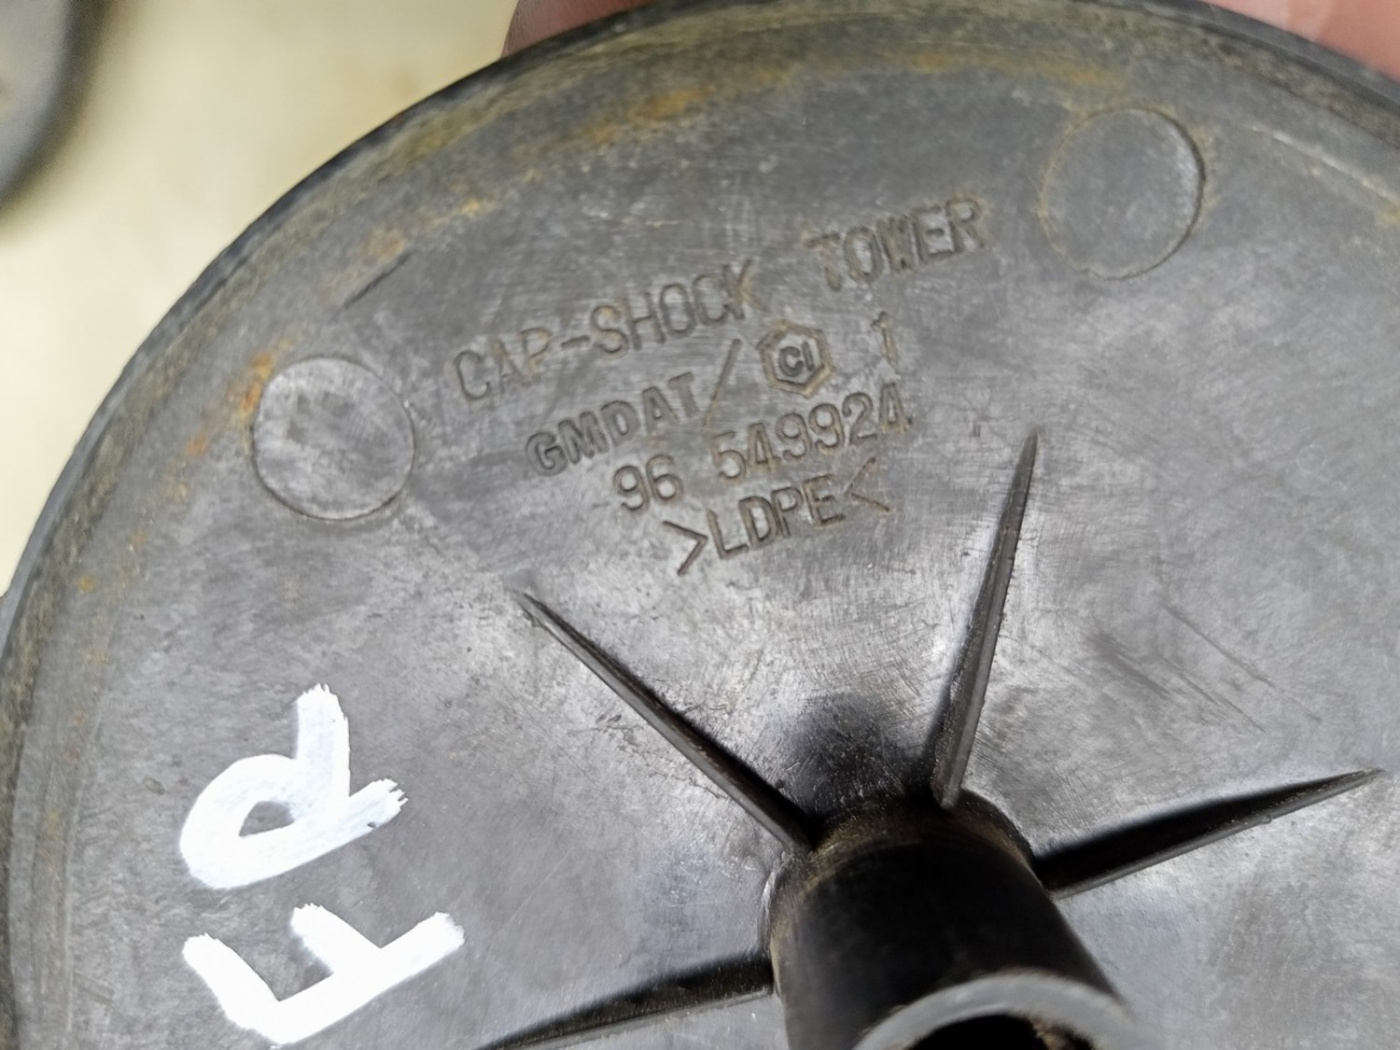 CAP-SHOCK TOWER
GMDAT/ CI 1
96 549924
>LDPE<
FR